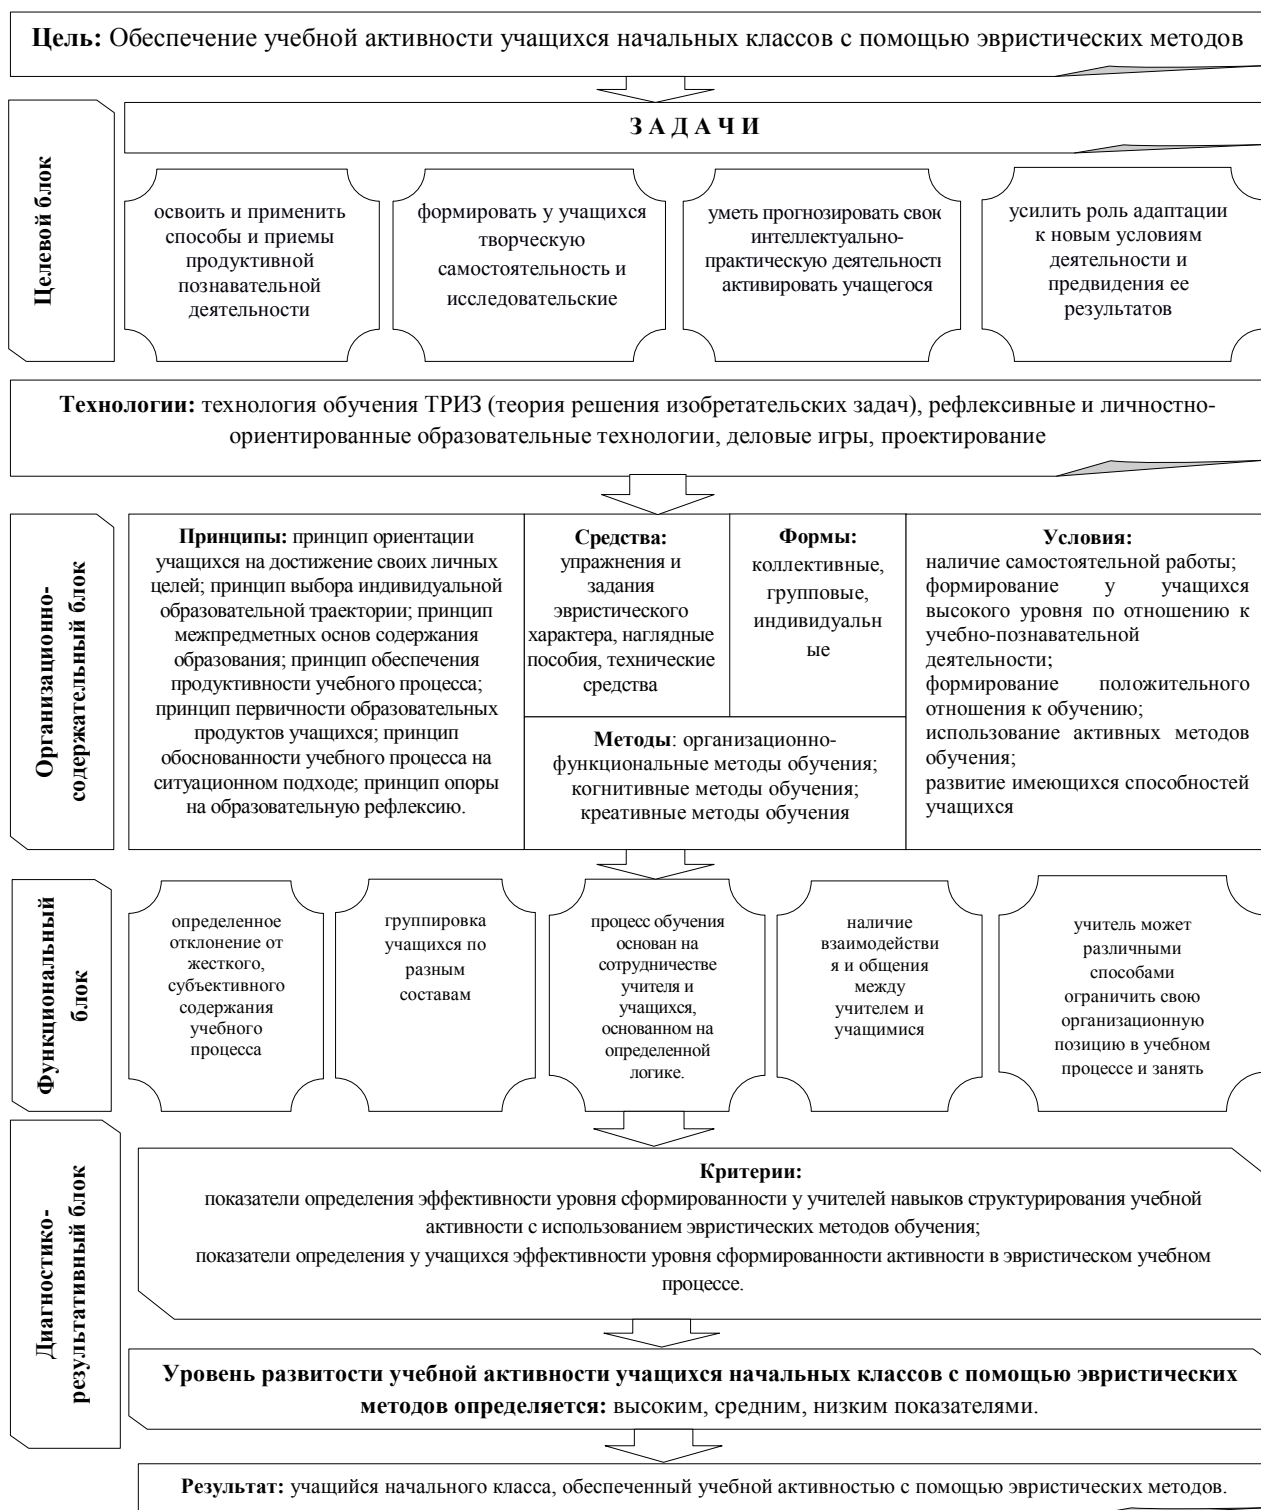 Цель: Обеспечение учебной активности учащихся начальных классов с помощью эвристических методов
Целевой блок
З А Д А Ч И
освоить и применить
способы и приемы
продуктивной
познавательной
деятельности
формировать у учащихся
творческую
самостоятельность и
исследовательские
уметь прогнозировать свою
интеллектуально-
практическую деятельность
активировать учащегося
усилить роль адаптации
к новым условиям
деятельности и
предвидения ее
результатов
Технологии: технология обучения ТРИЗ (теория решения изобретательских задач), рефлексивные и личностно-
ориентированные образовательные технологии, деловые игры, проектирование
Организационно-
содержательный блок
Принципы: принцип ориентации
учащихся на достижение своих личных
целей; принцип выбора индивидуальной
образовательной траектории; принцип
межпредметных основ содержания
образования; принцип обеспечения
продуктивности учебного процесса;
принцип первичности образовательных
продуктов учащихся; принцип
обоснованности учебного процесса на
ситуационном подходе; принцип опоры
на образовательную рефлексию.
Средства:
упражнения и
задания
эвристического
характера, наглядные
пособия, технические
средства
Формы:
коллективные,
групповые,
индивидуальн
ые
Методы: организационно-
функциональные методы обучения;
когнитивные методы обучения;
креативные методы обучения
Условия:
наличие самостоятельной работы;
формирование у учащихся
высокого уровня по отношению к
учебно-познавательной
деятельности;
формирование положительного
отношения к обучению;
использование активных методов
обучения;
развитие имеющихся способностей
учащихся
Функциональный
блок
определенное
отклонение от
жесткого,
субъективного
содержания
учебного
процесса
группировка
учащихся по
разным
составам
процесс обучения
основан на
сотрудничестве
учителя и
учащихся,
основанном на
определенной
логике.
наличие
взаимодействи
я и общения
между
учителем и
учащимися
учитель может
различными
способами
ограничить свою
организационную
позицию в учебном
процессе и занять
Диагностико-
результативный блок
Критерии:
показатели определения эффективности уровня сформированности у учителей навыков структурирования учебной
активности с использованием эвристических методов обучения;
показатели определения у учащихся эффективности уровня сформированности активности в эвристическом учебном
процессе.
Уровень развитости учебной активности учащихся начальных классов с помощью эвристических
методов определяется: высоким, средним, низким показателями.
Результат: учащийся начального класса, обеспеченный учебной активностью с помощью эвристических методов.